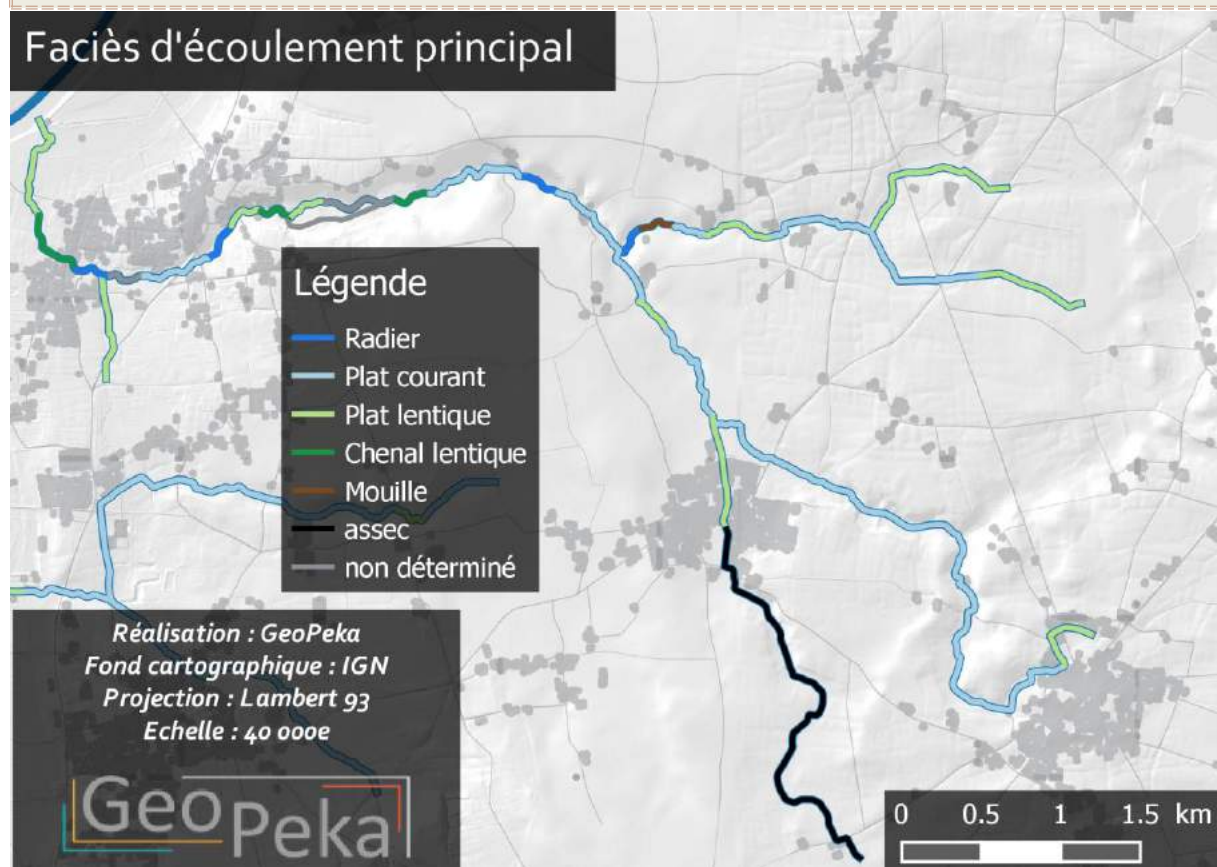 Faciès d'écoulement principal
Légende
Radier
Plat courant
Plat lentique
Chenal lentique
Mouille
assec
non déterminé
Réalisation : GeoPeka
Fond cartographique : IGN
Projection : Lambert 93
Echelle : 40 000e
GeoPeka
0 0.5 1 1.5 km